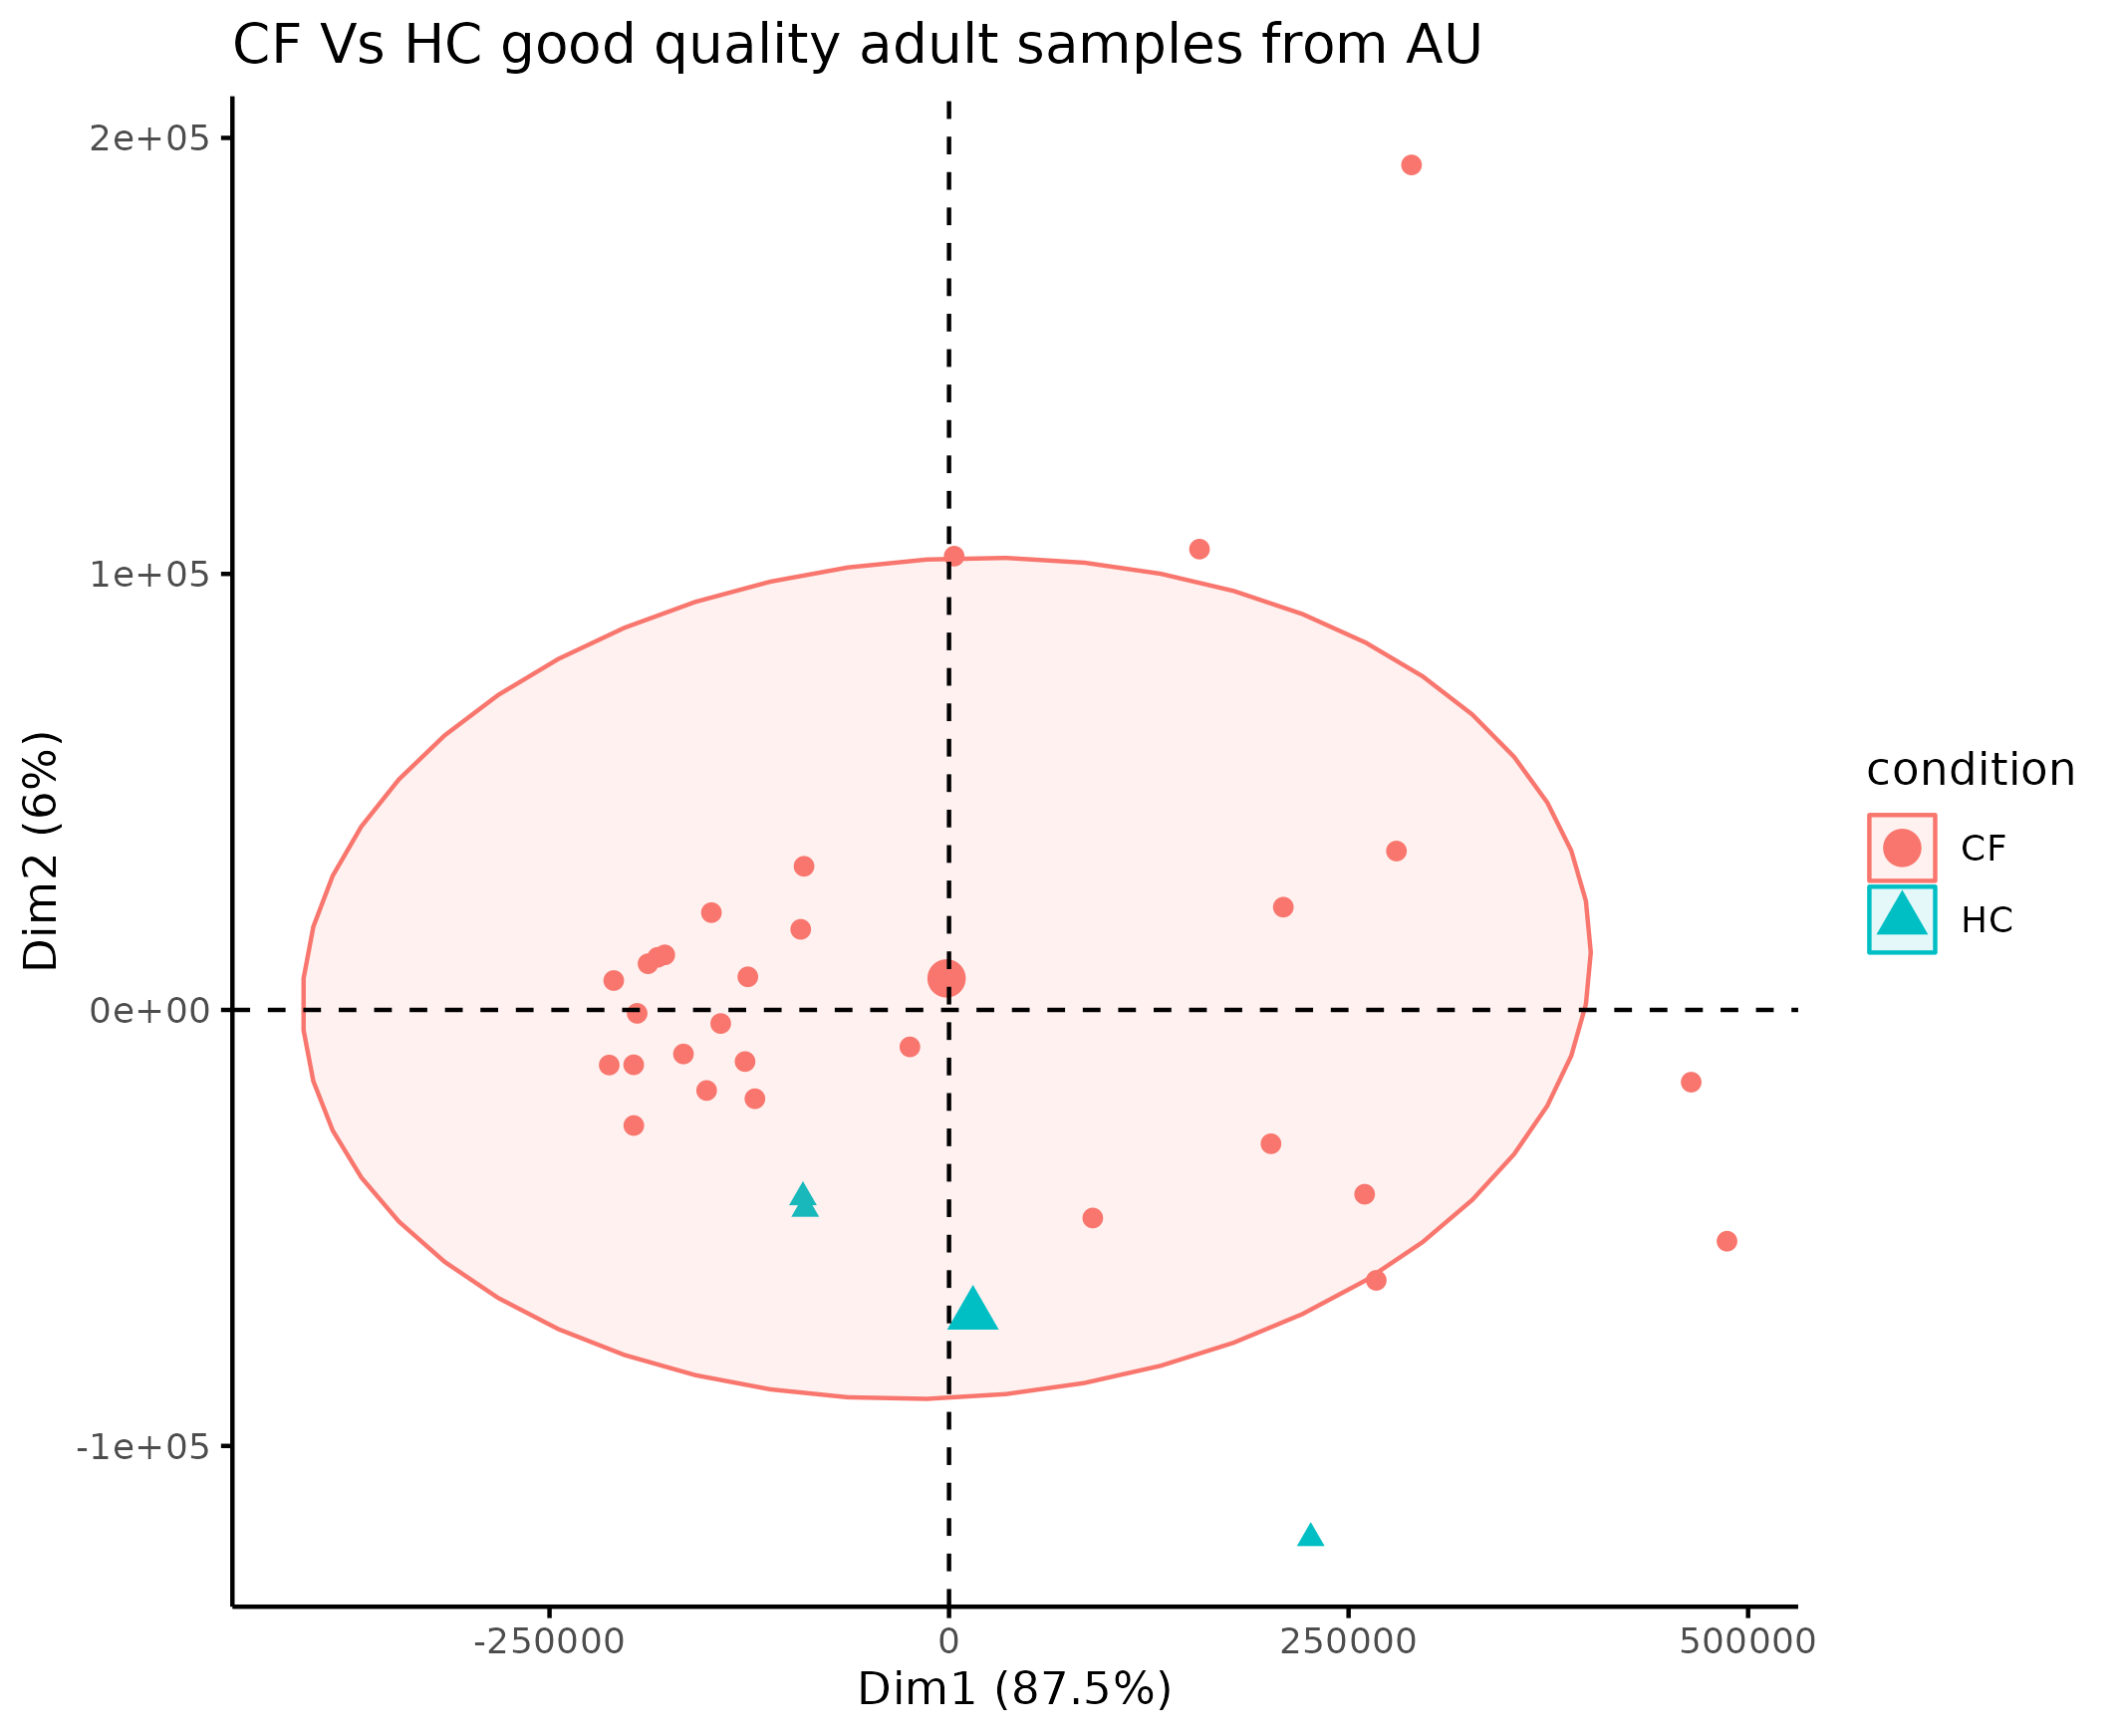 CF Vs HC good quality adult samples from AU
2e+05
1e+05
0e+00
-1e+05
Dim2 (6%)
-250000
0
250000
500000
Dim1 (87.5%)
condition
CF
HC